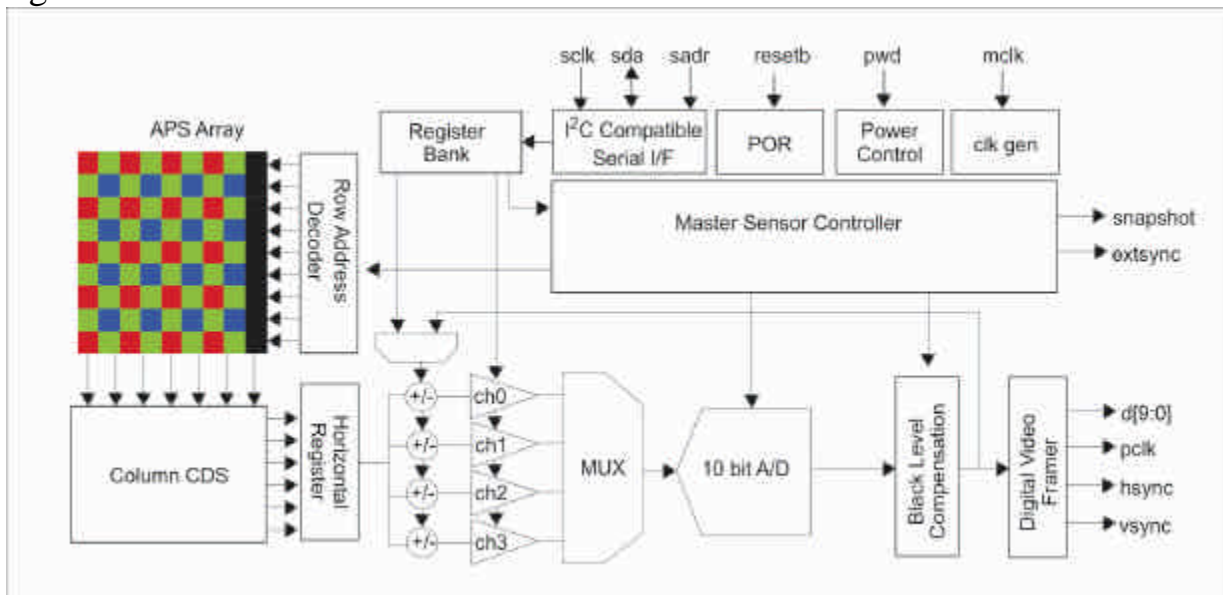 sclk sda sadr resetb pwd mclk
APS Array
Register
Bank
I²C Compatible
Serial I/F
POR
Power
Control
clk gen
Row Address
Decoder
Master Sensor Controller
snapshot
extsync
Column CDS
Horizontal
Register
+/-
ch0
+/-
ch1
+/-
ch2
+/-
ch3
MUX
10 bit A/D
Black Level
Compensation
Digital Video
Framer
d[9:0]
pclk
hsync
vsync